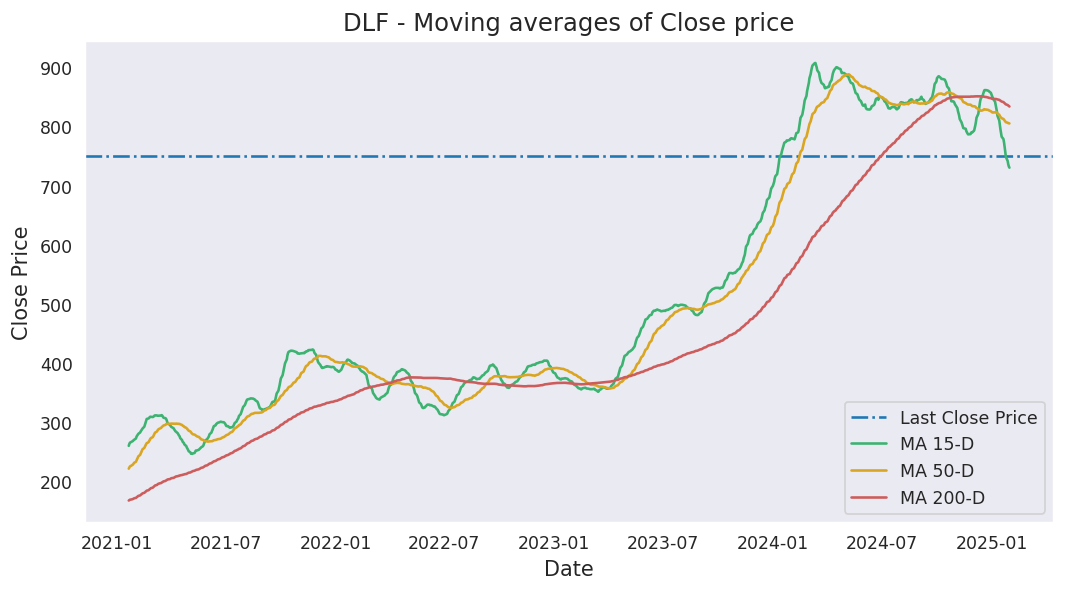 DLF - Moving averages of Close price
Close Price
900
800
700
600
500
400
300
200
2021-01
2021-07
2022-01
2022-07
2023-01
2023-07
2024-01
2024-07
2025-01
Date
Last Close Price
MA 15-D
MA 50-D
MA 200-D